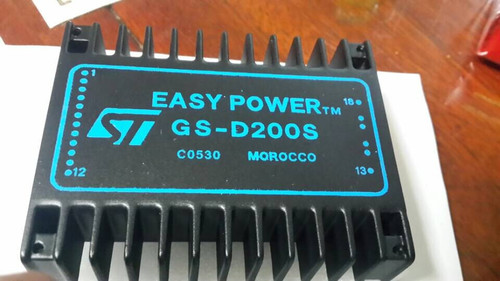 1
EASY POWER™
18
ST
GS-D200S
C0530 MOROCCO
12
13